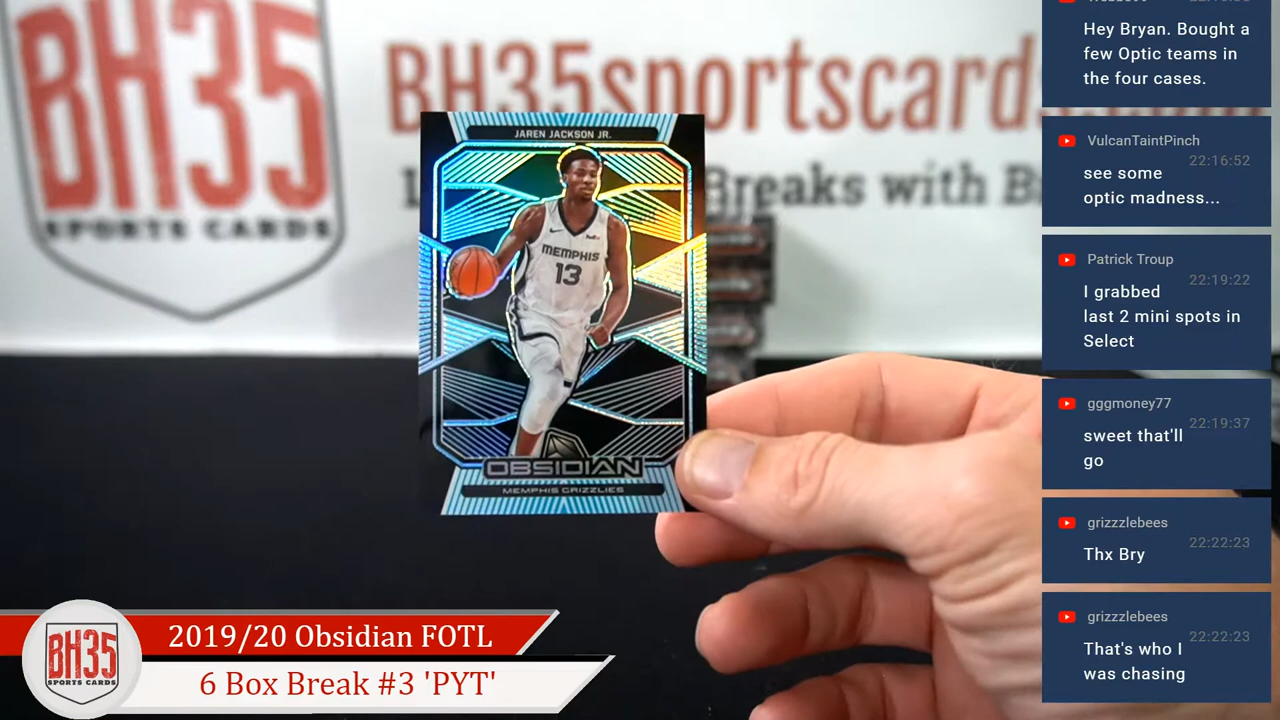 BH35
SPORTS CARDS
BH35sportscards
Breaks with B
JAREN JACKSON JR.
MEMPHIS
13
OBSIDIAN
MEMPHIS GRIZZLIES
BH35
SPORTS CARDS
2019/20 Obsidian FOTL
6 Box Break #3 'PYT'
Hey Bryan. Bought a
few Optic teams in
the four cases.
VulcanTaintPinch
22:16:52
see some
optic madness...
Patrick Troup
22:19:22
I grabbed
last 2 mini spots in
Select
gggmoney77
22:19:37
sweet that'll
go
grizzzlebees
22:22:23
Thx Bry
grizzzlebees
22:22:23
That's who I
was chasing